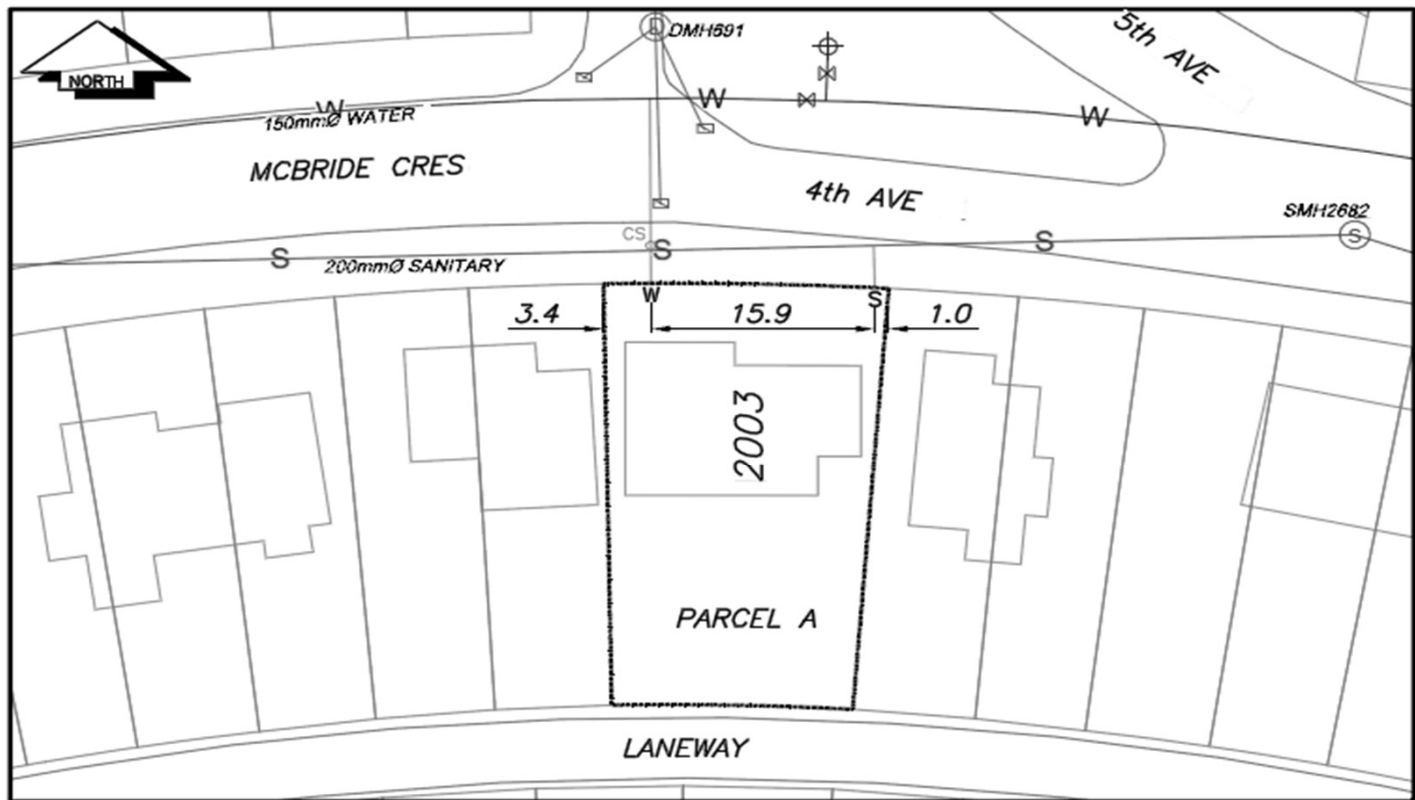 DMH691
5th AVE
NORTH
W
W
W
150mmØ WATER
MCBRIDE CRES
4th AVE
SMH2682
CS
S
S
S
S
200mmØ SANITARY
W
S
3.4
15.9
1.0
2003
PARCEL A
LANEWAY